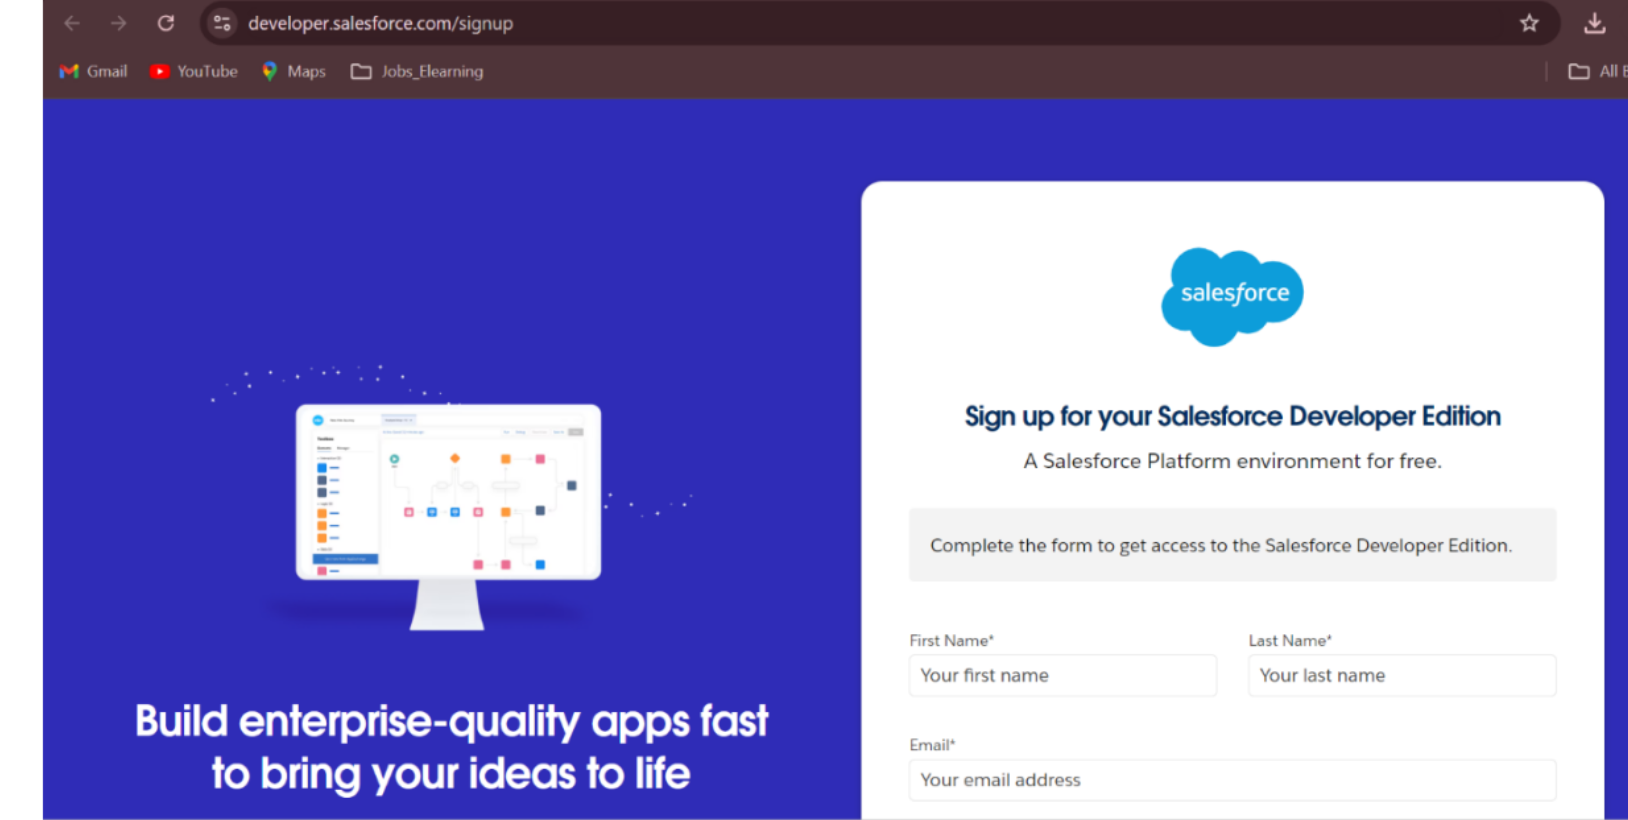 developer.salesforce.com/signup
Gmail
YouTube
Maps
Jobs_Elearning
All
salesforce
Sign up for your Salesforce Developer Edition
A Salesforce Platform environment for free.
Complete the form to get access to the Salesforce Developer Edition.
First Name*
Last Name*
Your first name
Your last name
Email*
Your email address
Build enterprise-quality apps fast
to bring your ideas to life